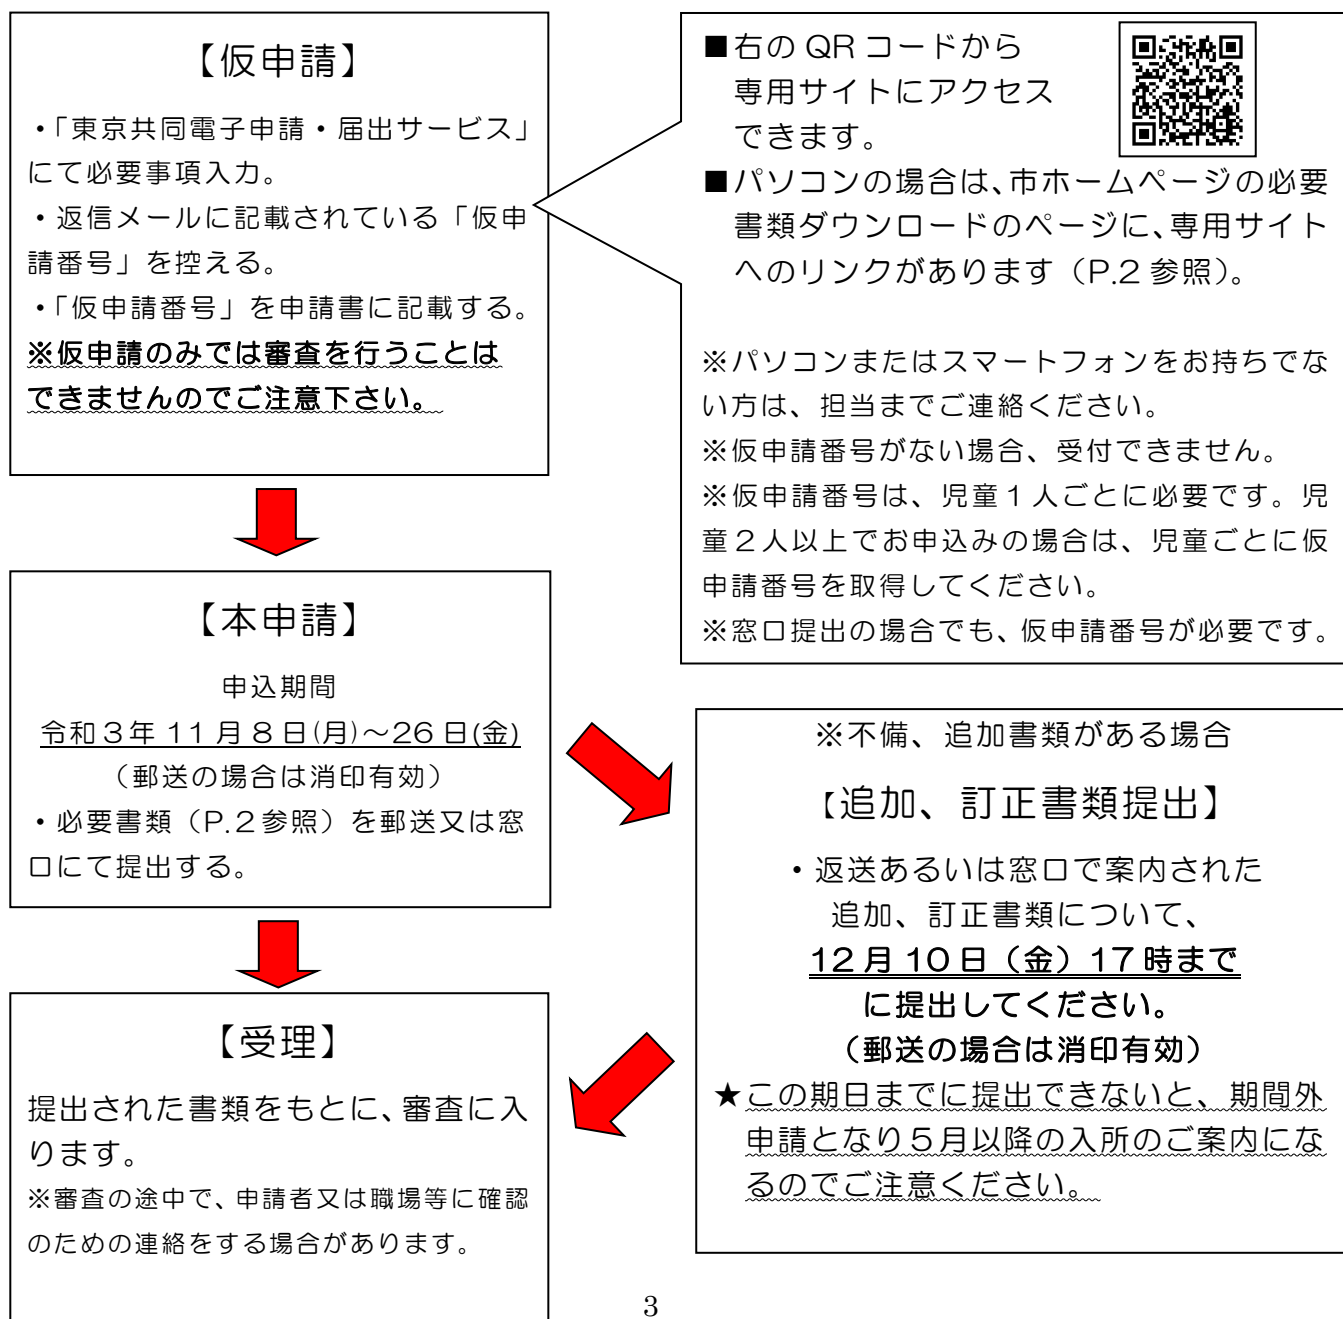 【仮申請】
・「東京共同電子申請・届出サービス」
にて必要事項入力。
・返信メールに記載されている「仮申
請番号」を控える。
・「仮申請番号」を申請書に記載する。
※仮申請のみでは審査を行うことは
できませんのでご注意下さい。
■右の QR コードから
専用サイトにアクセス
できます。
■パソコンの場合は、市ホームページの必要
書類ダウンロードのページに、専用サイト
へのリンクがあります（P.2 参照）。
※パソコンまたはスマートフォンをお持ちでな
い方は、担当までご連絡ください。
※仮申請番号がない場合、受付できません。
※仮申請番号は、児童１人ごとに必要です。児
童２人以上でお申込みの場合は、児童ごとに仮
申請番号を取得してください。
※窓口提出の場合でも、仮申請番号が必要です。
【本申請】
申込期間
令和３年 11 月 8 日(月)～26 日(金)
（郵送の場合は消印有効）
・必要書類（P.２参照）を郵送又は窓
口にて提出する。
※不備、追加書類がある場合
【追加、訂正書類提出】
・返送あるいは窓口で案内された
追加、訂正書類について、
12 月 10 日（金）17 時まで
に提出してください。
（郵送の場合は消印有効）
★この期日までに提出できないと、期間外
申請となり５月以降の入所のご案内にな
るのでご注意ください。
【受理】
提出された書類をもとに、審査に入
ります。
※審査の途中で、申請者又は職場等に確認
のための連絡をする場合があります。
3